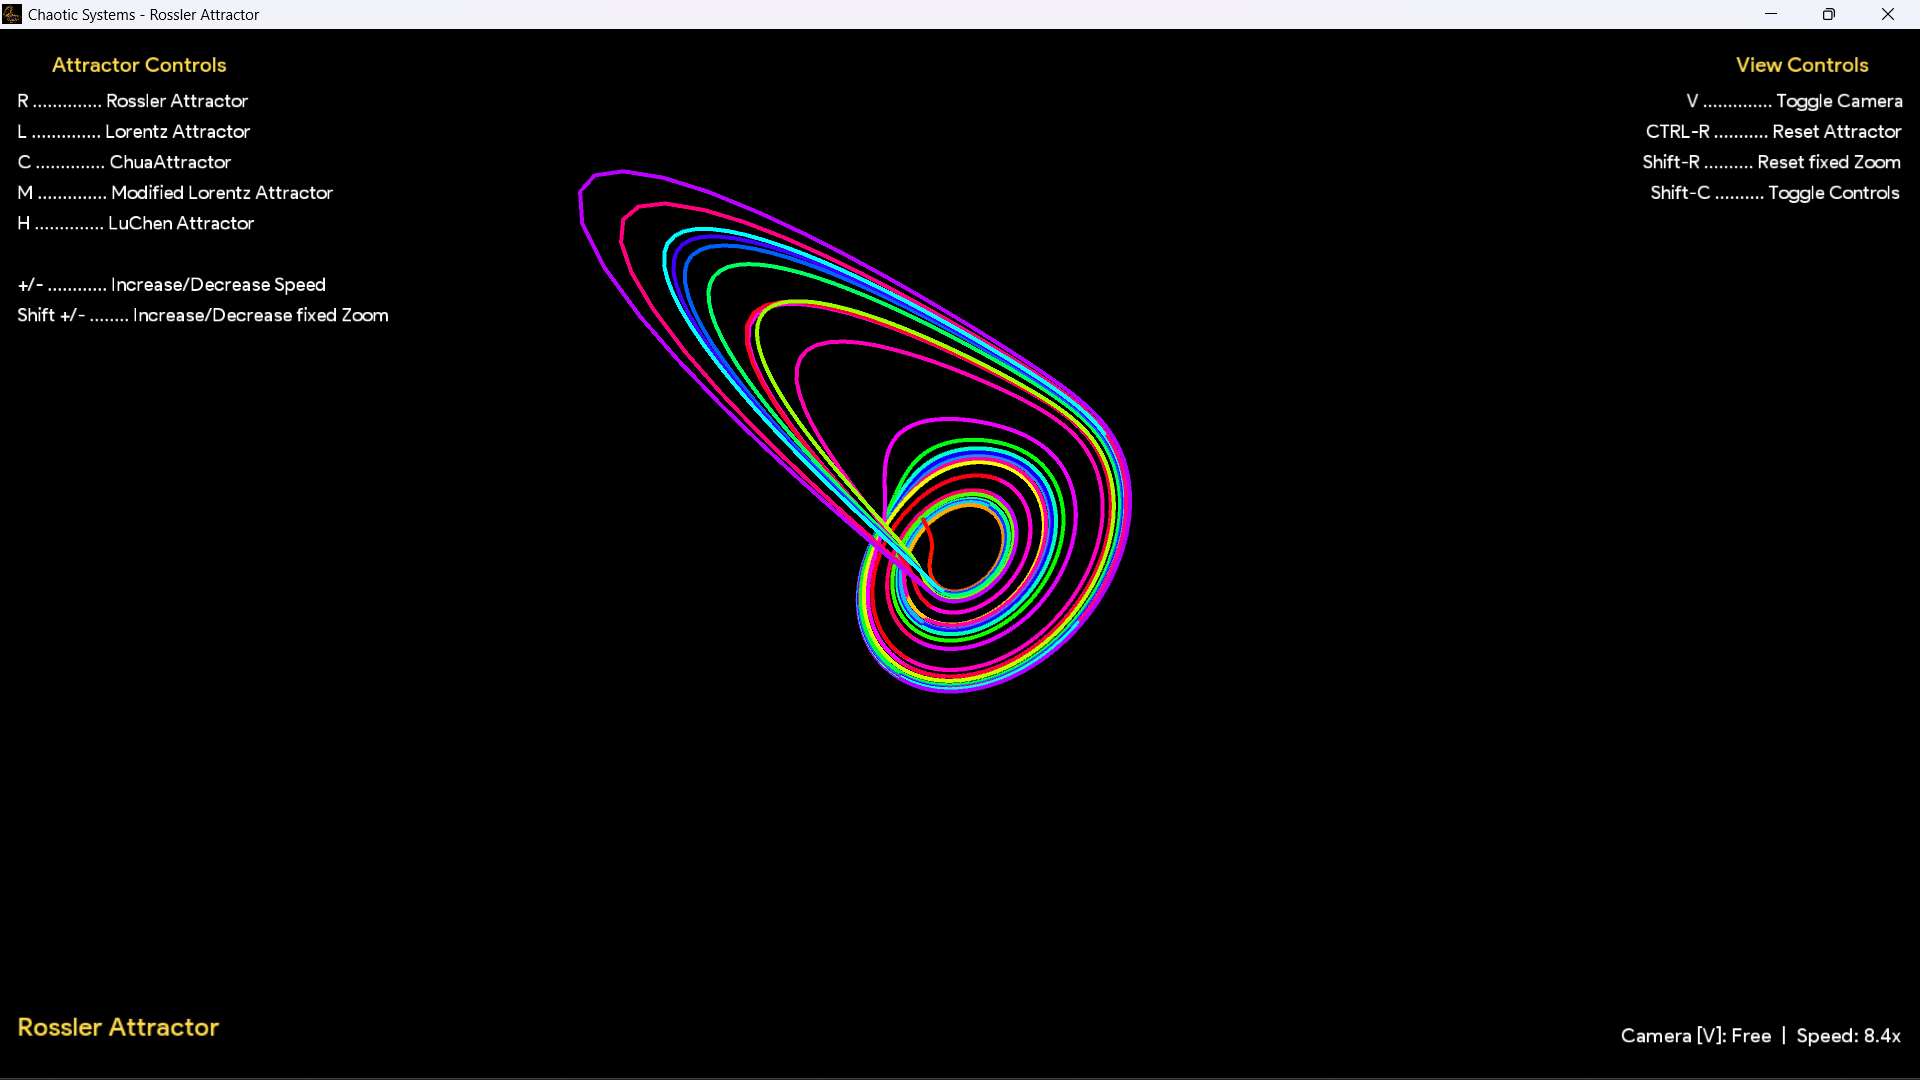 Chaotic Systems - Rossler Attractor
Attractor Controls
R .............. Rossler Attractor
L .............. Lorentz Attractor
C .............. ChuaAttractor
M .............. Modified Lorentz Attractor
H .............. LuChen Attractor
+/- ............ Increase/Decrease Speed
Shift +/- ........ Increase/Decrease fixed Zoom
View Controls
V .............. Toggle Camera
CTRL-R ........... Reset Attractor
Shift-R .......... Reset fixed Zoom
Shift-C .......... Toggle Controls
Rossler Attractor
Camera [V]: Free | Speed: 8.4x